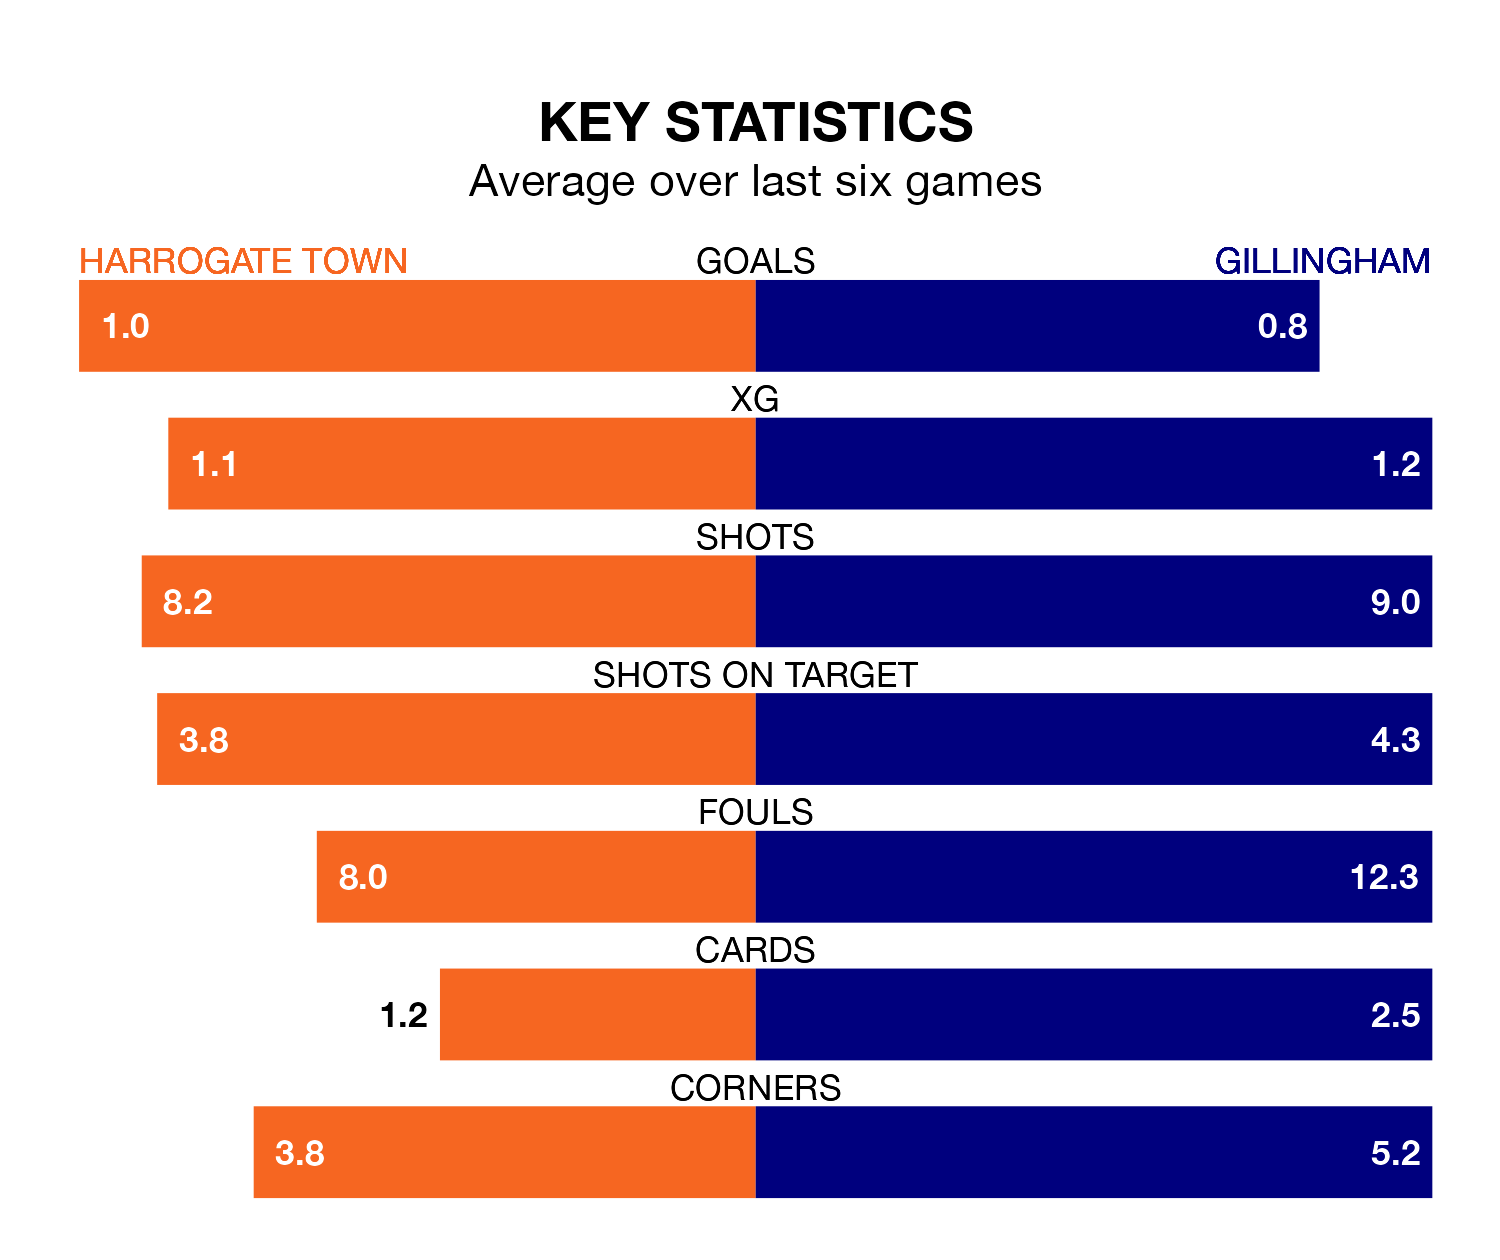 KEY STATISTICS
Average over last six games
HARROGATE TOWN GOALS GILLINGHAM
1.0 0.8
XG
1.1 1.2
SHOTS
8.2 9.0
SHOTS ON TARGET
3.8 4.3
FOULS
8.0 12.3
CARDS
1.2 2.5
CORNERS
3.8 5.2